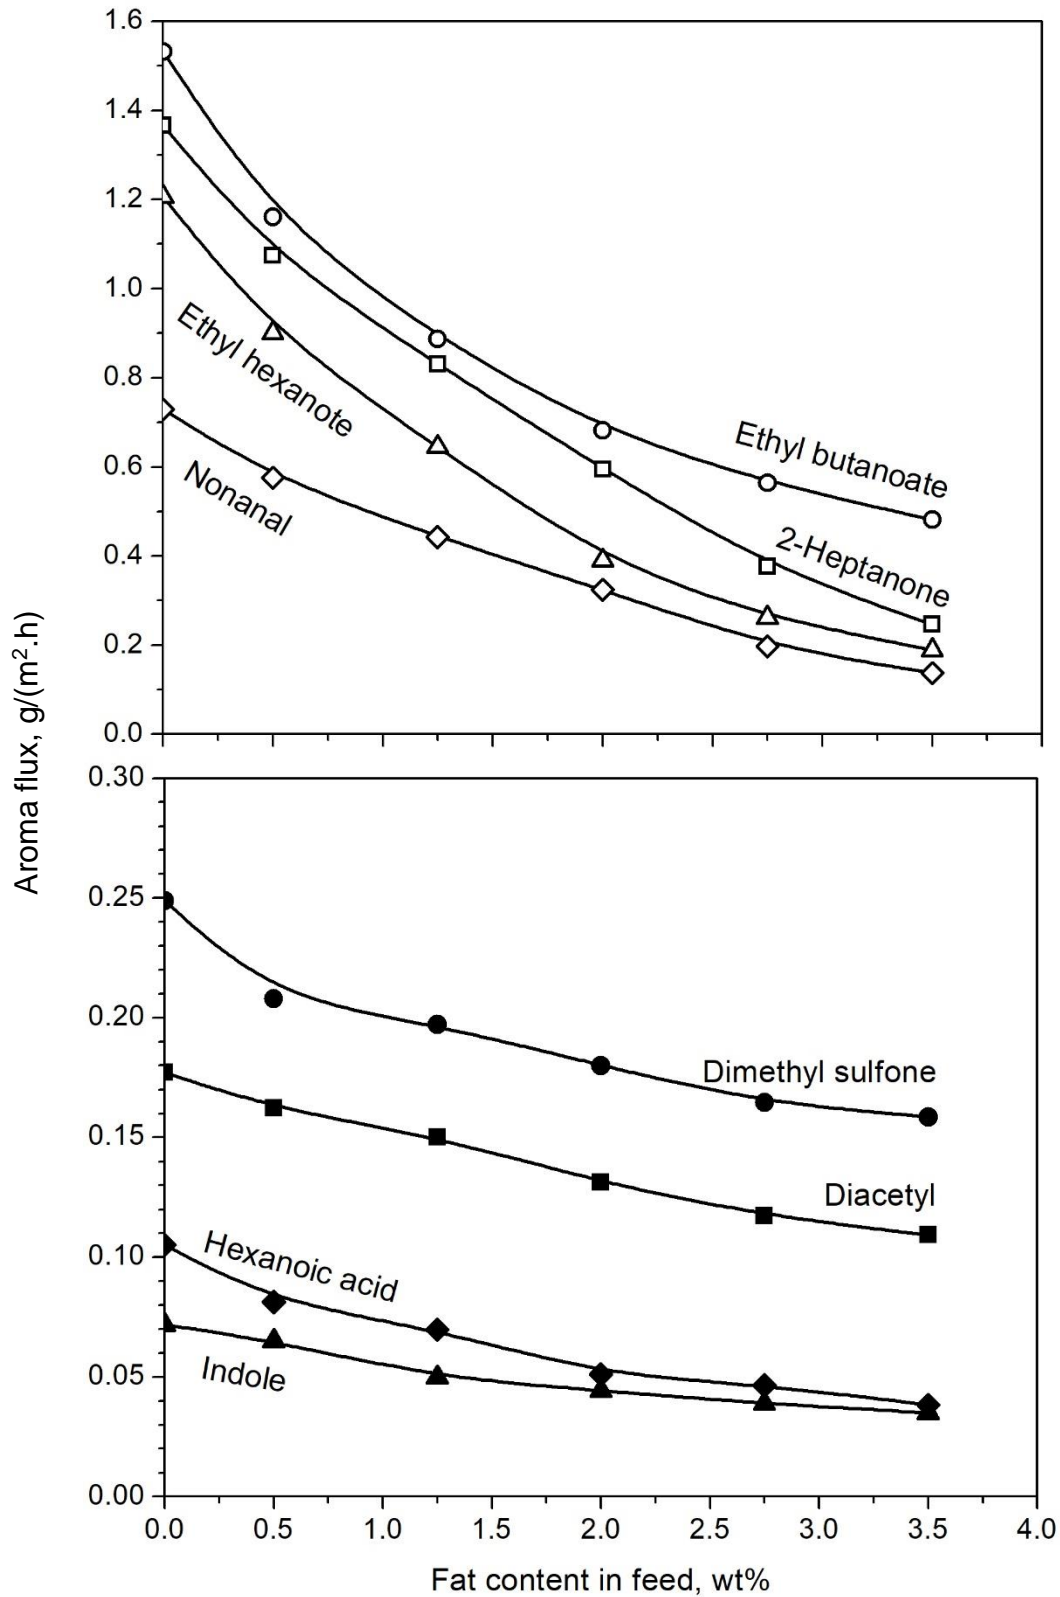 1.6
1.4
1.2
1.0
0.8
0.6
0.4
0.2
0.0
Ethyl hexanote
Nonanal
Ethyl butanoate
2-Heptanone
Aroma flux, g/(m².h)
0.30
0.25
0.20
0.15
0.10
0.05
0.00
Dimethyl sulfone
Diacetyl
Hexanoic acid
Indole
0.0 0.5 1.0 1.5 2.0 2.5 3.0 3.5 4.0
Fat content in feed, wt%